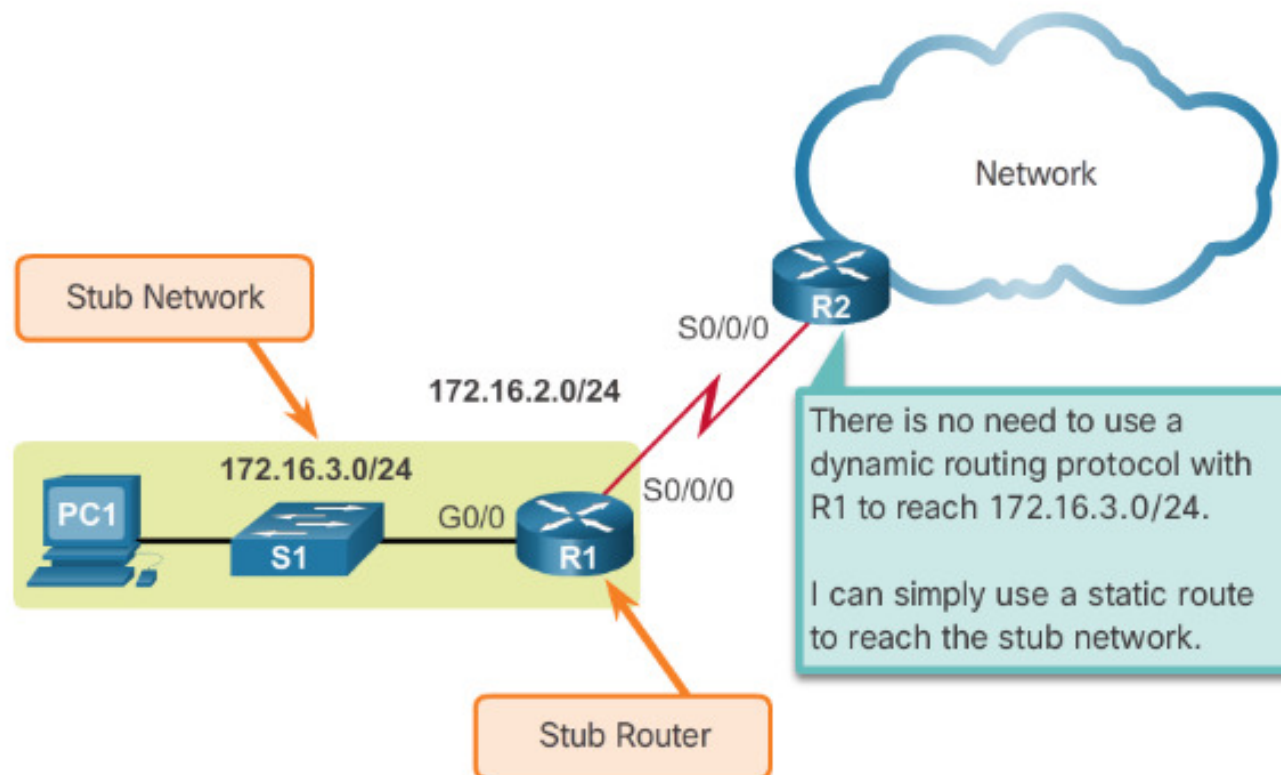 Network
Stub Network
R2
S0/0/0
172.16.2.0/24
There is no need to use a
dynamic routing protocol with
R1 to reach 172.16.3.0/24.
I can simply use a static route
to reach the stub network.
172.16.3.0/24
S0/0/0
PC1
G0/0
S1
R1
Stub Router